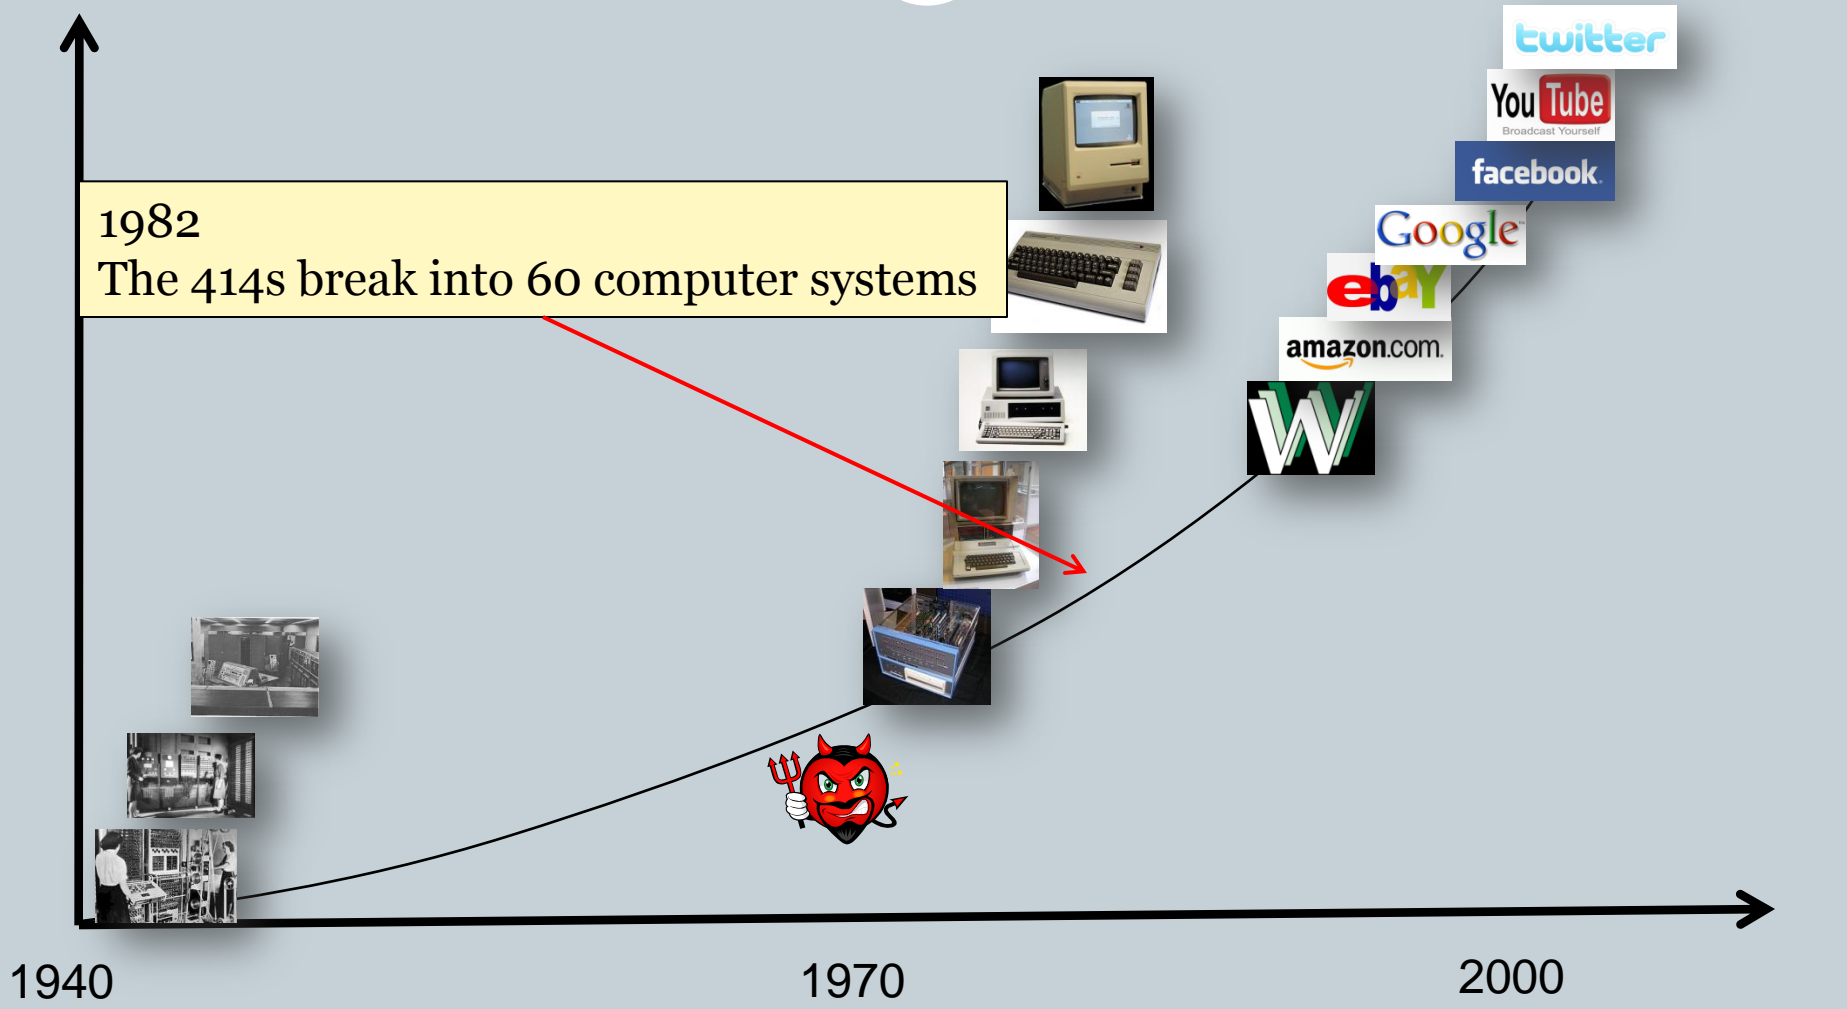 twitter
You Tube
Broadcast Yourself
facebook.
Google™
ebaY
amazon.com.
W
1982
The 414s break into 60 computer systems
1940
1970
2000